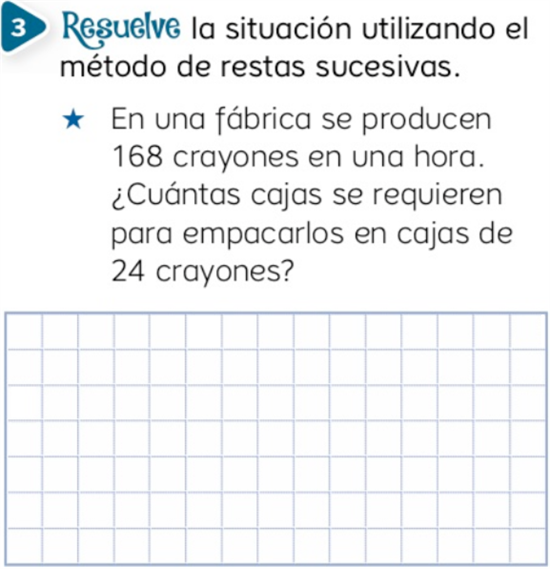 3 Resuelve la situación utilizando el
método de restas sucesivas.
★ En una fábrica se producen
168 crayones en una hora.
¿Cuántas cajas se requieren
para empacarlos en cajas de
24 crayones?